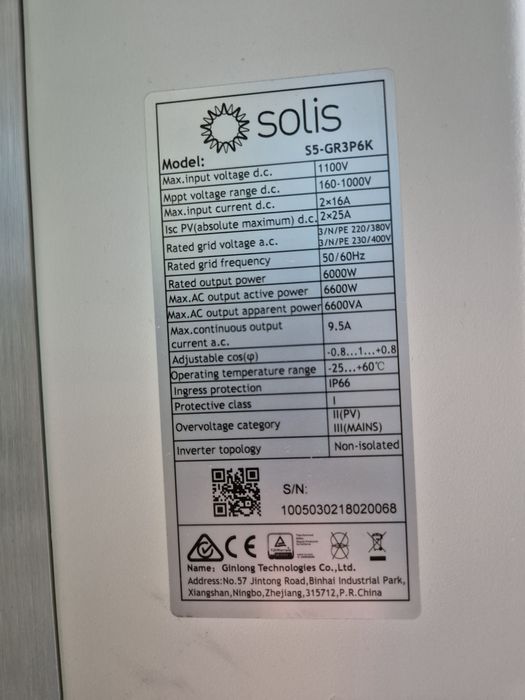 solis
Model: S5-GR3P6K
Max.input voltage d.c. 1100V
Mppt voltage range d.c. 160-1000V
Max.input current d.c. 2×16A
Isc PV(absolute maximum) d.c. 2×25A
Rated grid voltage a.c. 3/N/PE 220/380V
3/N/PE 230/400V
Rated grid frequency 50/60Hz
Rated output power 6000W
Max.AC output active power 6600W
Max.AC output apparent power 6600VA
Max.continuous output
current a.c. 9.5A
Adjustable cos(φ) -0.8...1...+0.8
Operating temperature range -25...+60℃
Ingress protection IP66
Protective class I
Overvoltage category II(PV)
III(MAINS)
Inverter topology Non-isolated
S/N:
1005030218020068
CE
Name: Ginlong Technologies Co.,Ltd.
Address:No.57 Jintong Road,Binhai Industrial Park,
Xiangshan,Ningbo,Zhejiang,315712,P.R.China